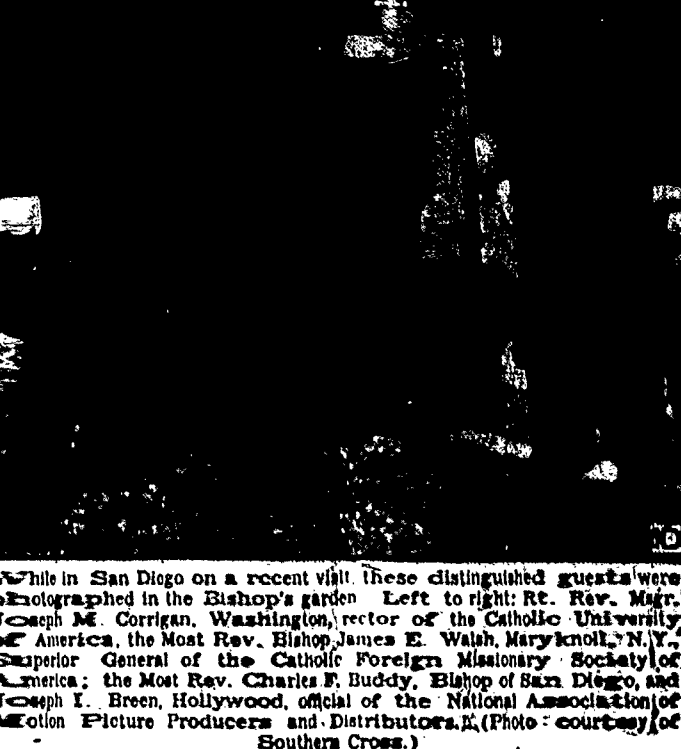 While in San Diego on a recent visit these distinguished guests were
photographed in the Bishop's garden Left to right: Rt. Rev. Msgr.
Joseph M. Corrigan, Washington, rector of the Catholic University
of America, the Most Rev. Bishop James E. Walsh, Maryknoll, N. Y.,
Superior General of the Catholic Foreign Missionary Society of
America; the Most Rev. Charles F. Buddy, Bishop of San Diego, and
Joseph I. Breen, Hollywood, official of the National Association of
Motion Picture Producers and Distributors. (Photo courtesy of
Southern Cross.)